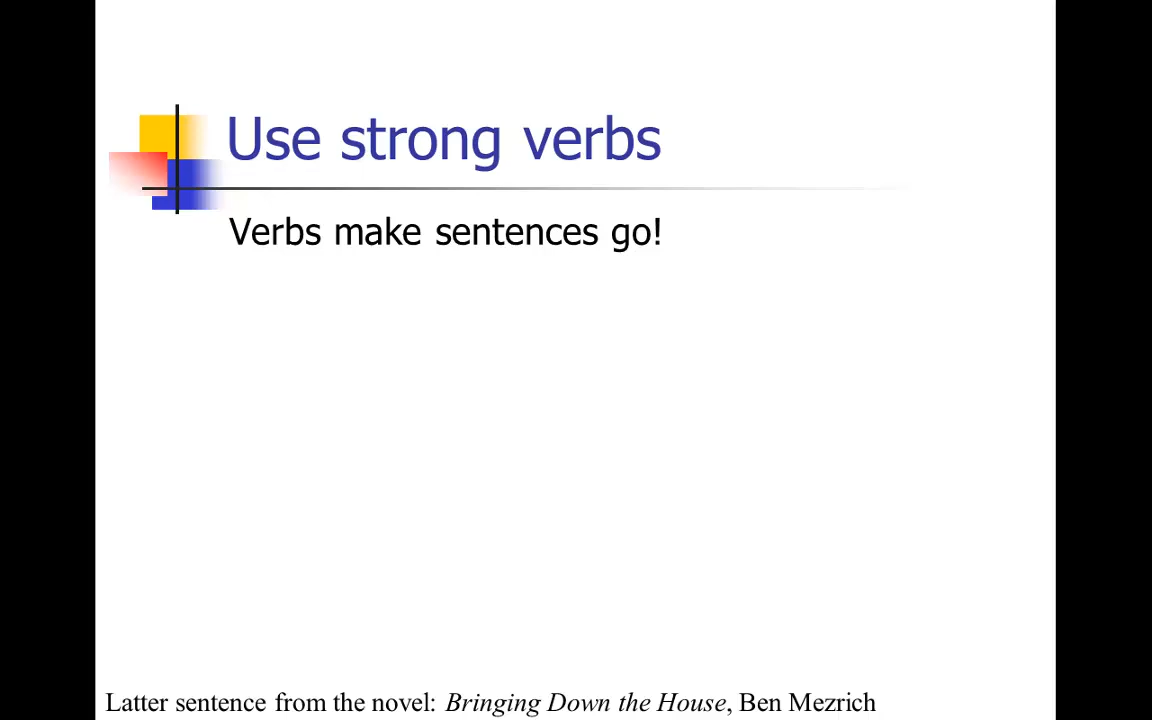 Use strong verbs
Verbs make sentences go!
Latter sentence from the novel: Bringing Down the House, Ben Mezrich